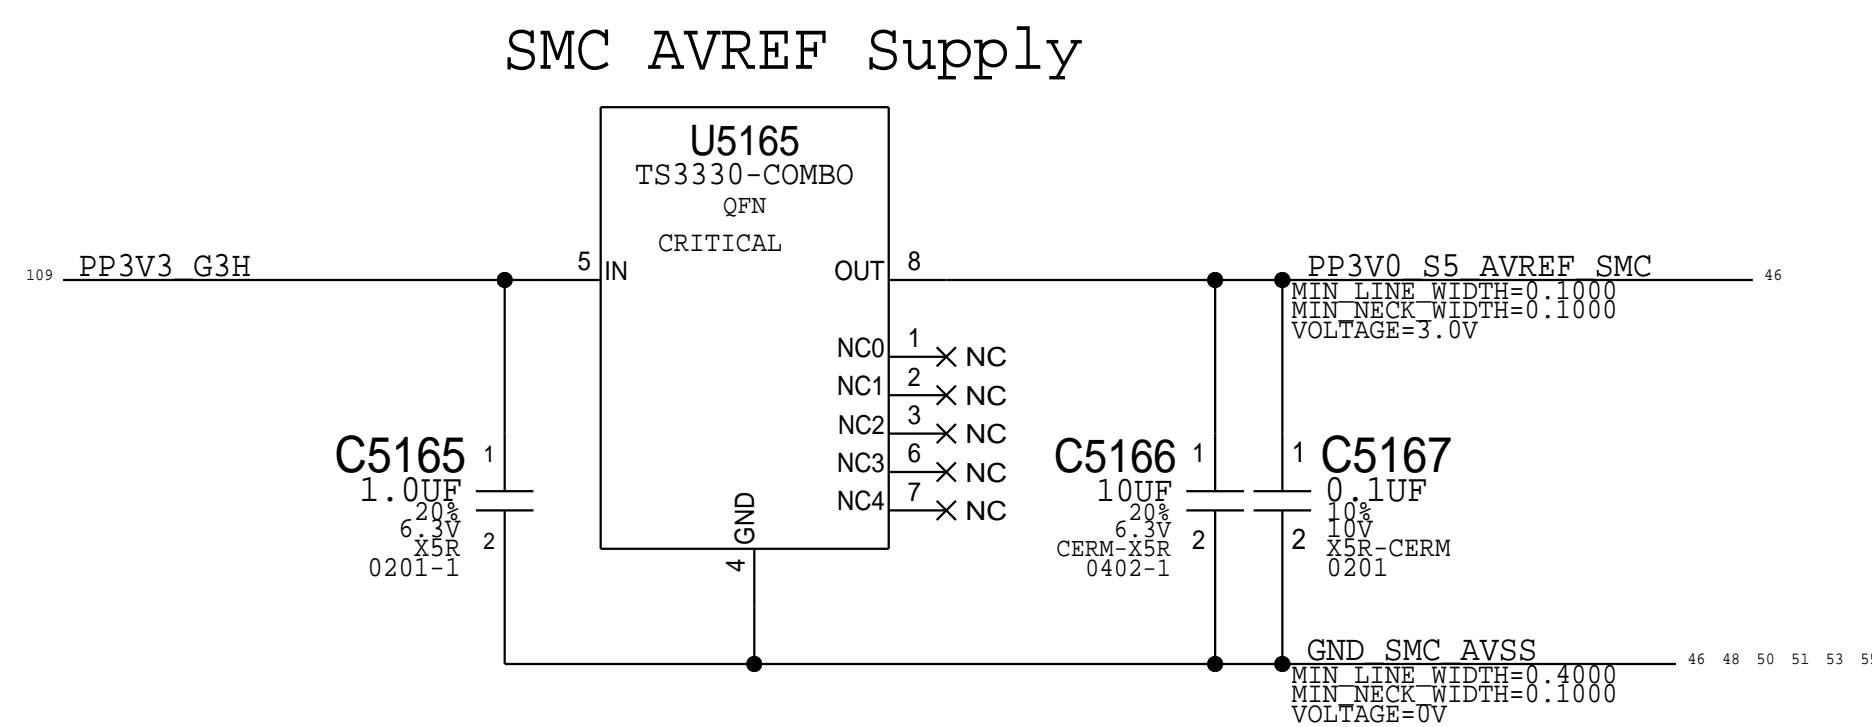 SMC AVREF Supply
U5165
TS3330-COMBO
QFN
CRITICAL
109 PP3V3_G3H
5 IN
OUT 8
PP3V0_S5_AVREF_SMC 46
MIN_LINE_WIDTH=0.1000
MIN_NECK_WIDTH=0.1000
VOLTAGE=3.0V
NC0 1 NC
NC1 2 NC
NC2 3 NC
NC3 6 NC
NC4 7 NC
GND 4
C5165 1
1.0UF
20%
6.3V
X5R 2
0201-1
C5166 1
10UF
20%
6.3V
CERM-X5R 2
0402-1
1 C5167
0.1UF
10%
10V
2 X5R-CERM
0201
GND_SMC_AVSS 46 48 50 51 53
MIN_LINE_WIDTH=0.4000
MIN_NECK_WIDTH=0.1000
VOLTAGE=0V